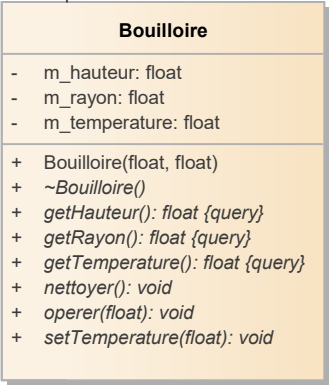 Bouilloire
- m_hauteur: float
- m_rayon: float
- m_temperature: float
+ Bouilloire(float, float)
+ ~Bouilloire()
+ getHauteur(): float {query}
+ getRayon(): float {query}
+ getTemperature(): float {query}
+ nettoyer(): void
+ operer(float): void
+ setTemperature(float): void